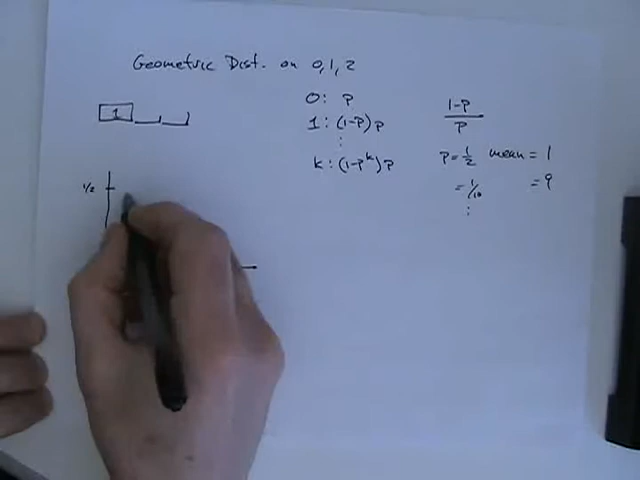 Geometric Dist. on 0,1,2
1
0: p
1: (1-p)p
:
k: (1-p^k)p
1-p
p
p = 1/2 mean = 1
= 1/10 = 9
:
1/2